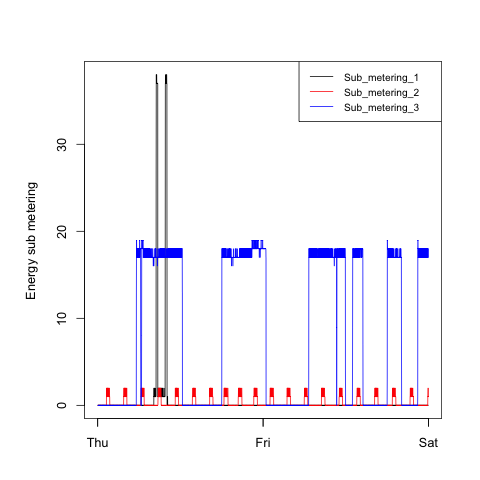 Sub_metering_1
Sub_metering_2
Sub_metering_3
Energy sub metering
30
20
10
0
Thu Fri Sat